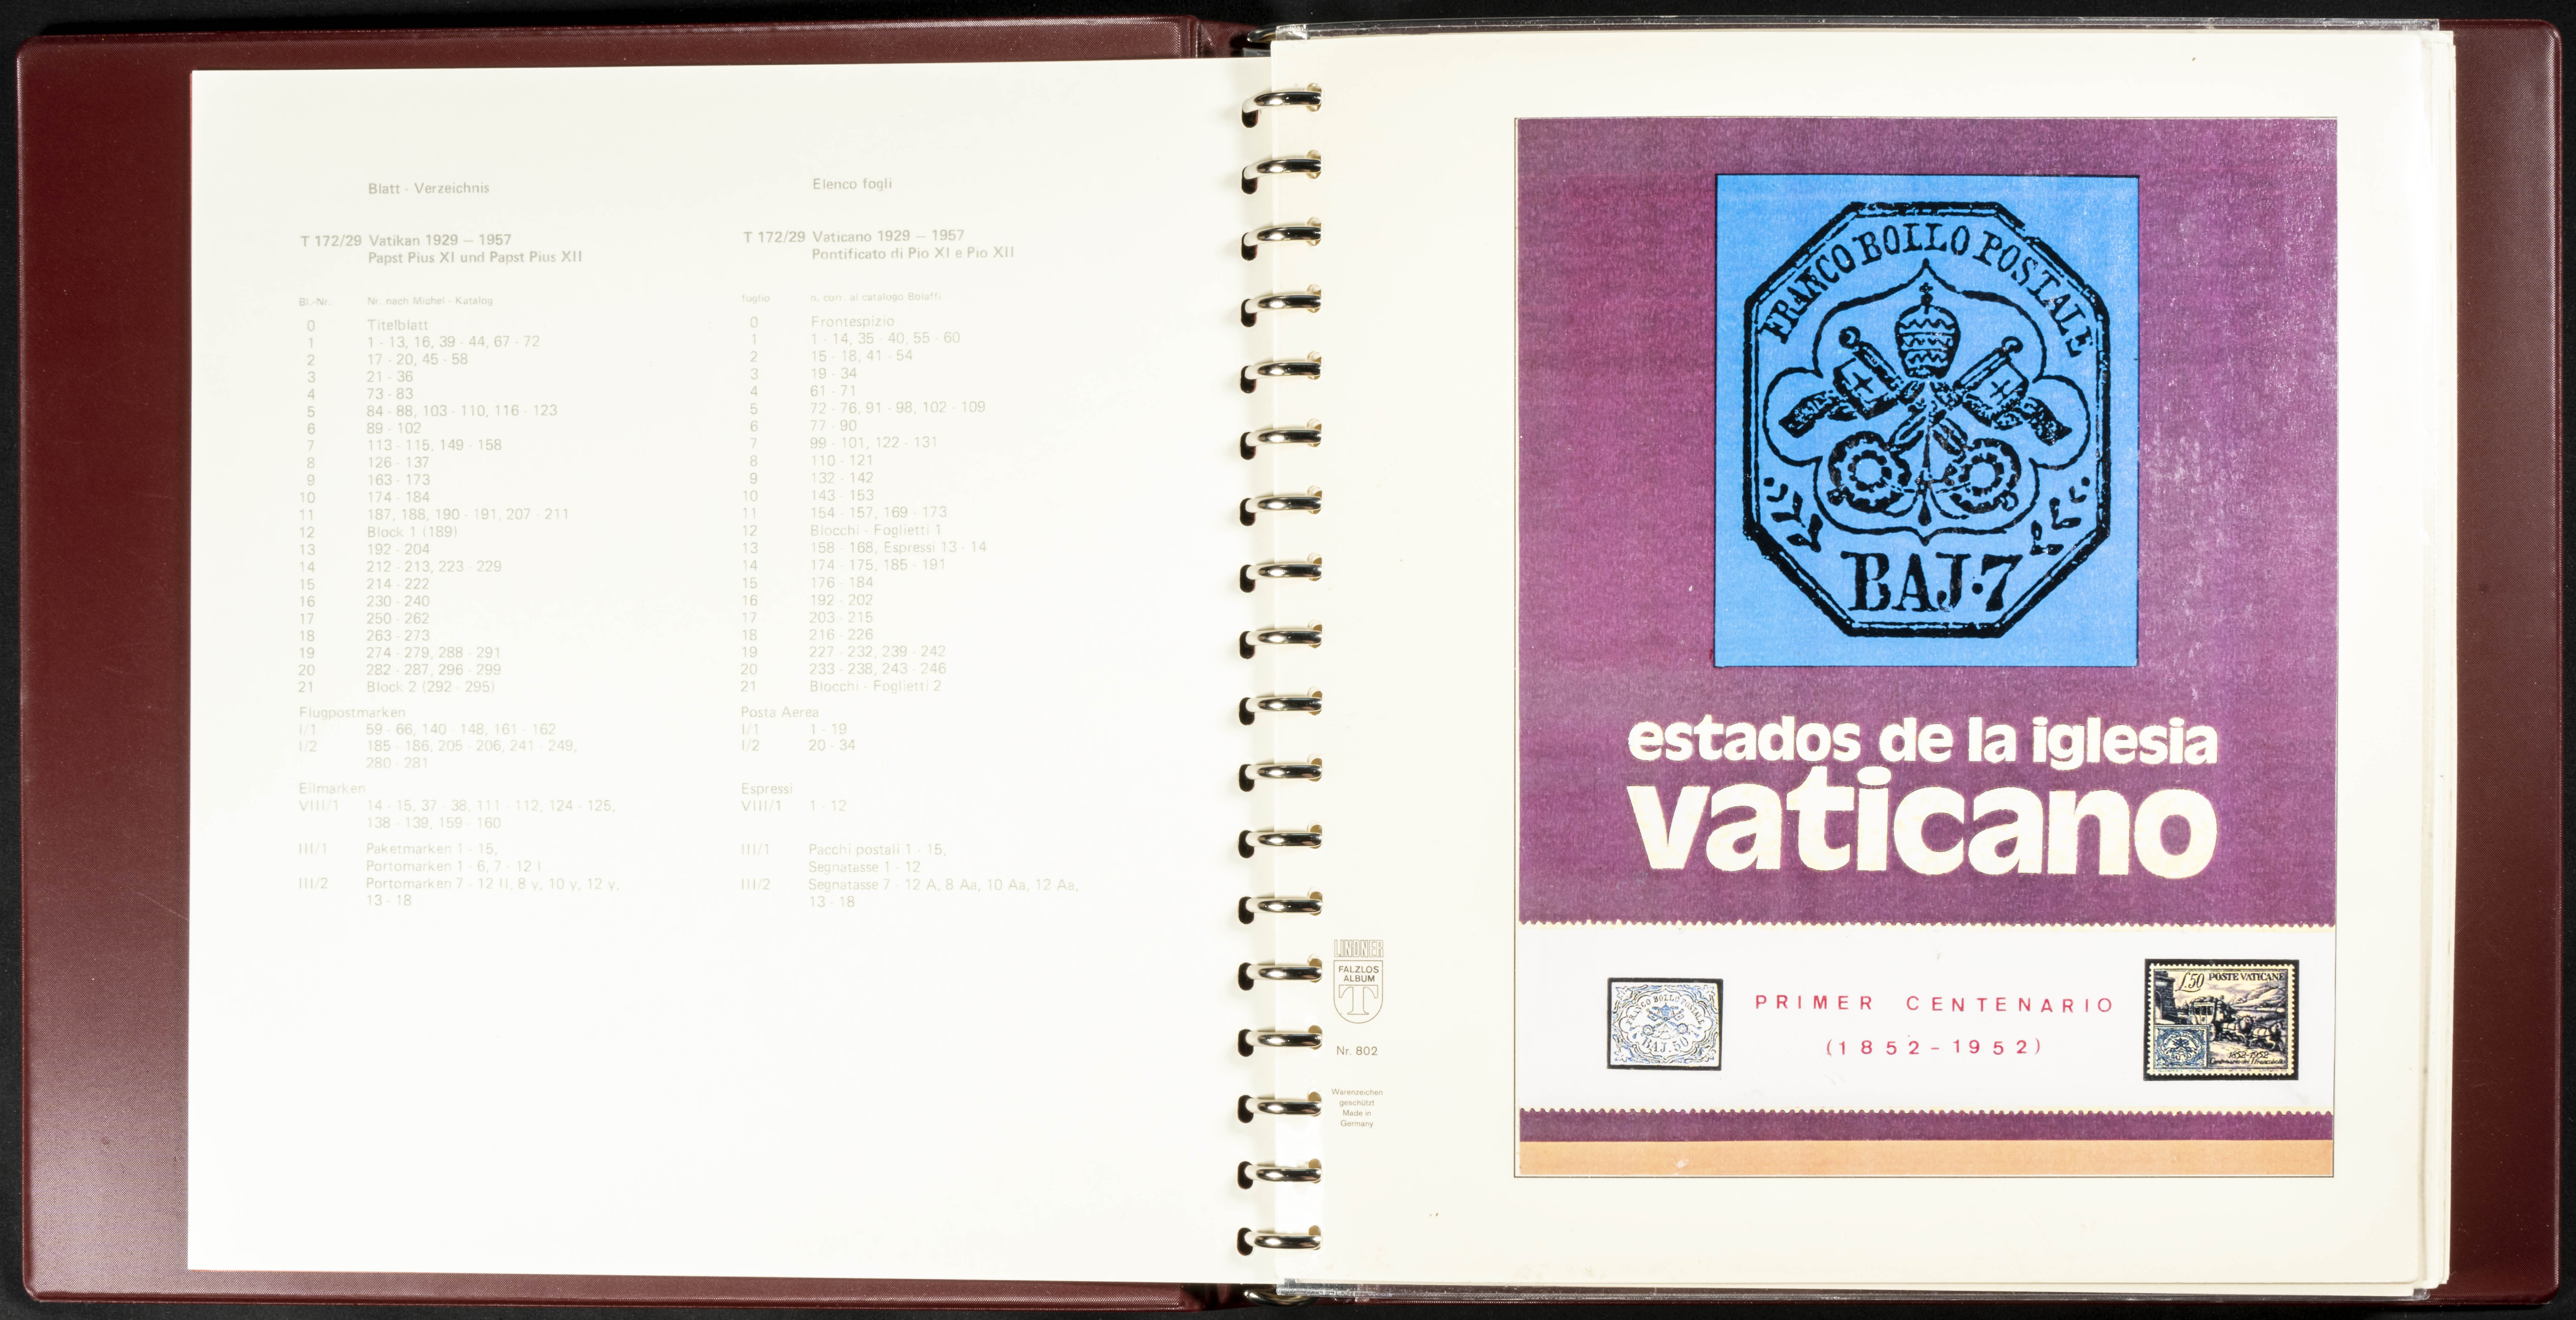 Blatt - Verzeichnis
T 172/29 Vatikan 1929 – 1957
Papst Pius XI und Papst Pius XII
Bl.-Nr. Nr. nach Michel - Katalog
0 Titelblatt
1 1 - 13, 16, 39 - 44, 67 - 72
2 17 - 20, 45 - 58
3 21 - 36
4 73 - 83
5 84 - 88, 103 - 110, 116 - 123
6 89 - 102
7 113 - 115, 149 - 158
8 126 - 137
9 163 - 173
10 174 - 184
11 187, 188, 190 - 191, 207 - 211
12 Block 1 (189)
13 192 - 204
14 212 - 213, 223 - 229
15 214 - 222
16 230 - 240
17 250 - 262
18 263 - 273
19 274 - 279, 288 - 291
20 282 - 287, 296 - 299
21 Block 2 (292 - 295)
Flugpostmarken
I/1 59 - 66, 140 - 148, 161 - 162
I/2 185 - 186, 205 - 206, 241 - 249,
280 - 281
Eilmarken
VIII/1 14 - 15, 37 - 38, 111 - 112, 124 - 125,
138 - 139, 159 - 160
III/1 Paketmarken 1 - 15,
Portomarken 1 - 6, 7 - 12 I
III/2 Portomarken 7 - 12 II, 8 y, 10 y, 12 y,
13 - 18
Elenco fogli
T 172/29 Vaticano 1929 – 1957
Pontificato di Pio XI e Pio XII
foglio n. corr. al catalogo Bolaffi
0 Frontespizio
1 1 - 14, 35 - 40, 55 - 60
2 15 - 18, 41 - 54
3 19 - 34
4 61 - 71
5 72 - 76, 91 - 98, 102 - 109
6 77 - 90
7 99 - 101, 122 - 131
8 110 - 121
9 132 - 142
10 143 - 153
11 154 - 157, 169 - 173
12 Blocchi - Foglietti 1
13 158 - 168, Espressi 13 - 14
14 174 - 175, 185 - 191
15 176 - 184
16 192 - 202
17 203 - 215
18 216 - 226
19 227 - 232, 239 - 242
20 233 - 238, 243 - 246
21 Blocchi - Foglietti 2
Posta Aerea
I/1 1 - 19
I/2 20 - 34
Espressi
VIII/1 1 - 12
III/1 Pacchi postali 1 - 15,
Segnatasse 1 - 12
III/2 Segnatasse 7 - 12 A, 8 Aa, 10 Aa, 12 Aa,
13 - 18
LINDNER
FALZLOS
ALBUM
T
Nr. 802
Warenzeichen
geschützt
Made in
Germany
FRANCO BOLLO POSTALE
BAJ·7
estados de la iglesia
vaticano
FRANCO BOLLO POSTALE
BAJ. 50
PRIMER CENTENARIO
(1852-1952)
£50 POSTE VATICANE
1852-1952